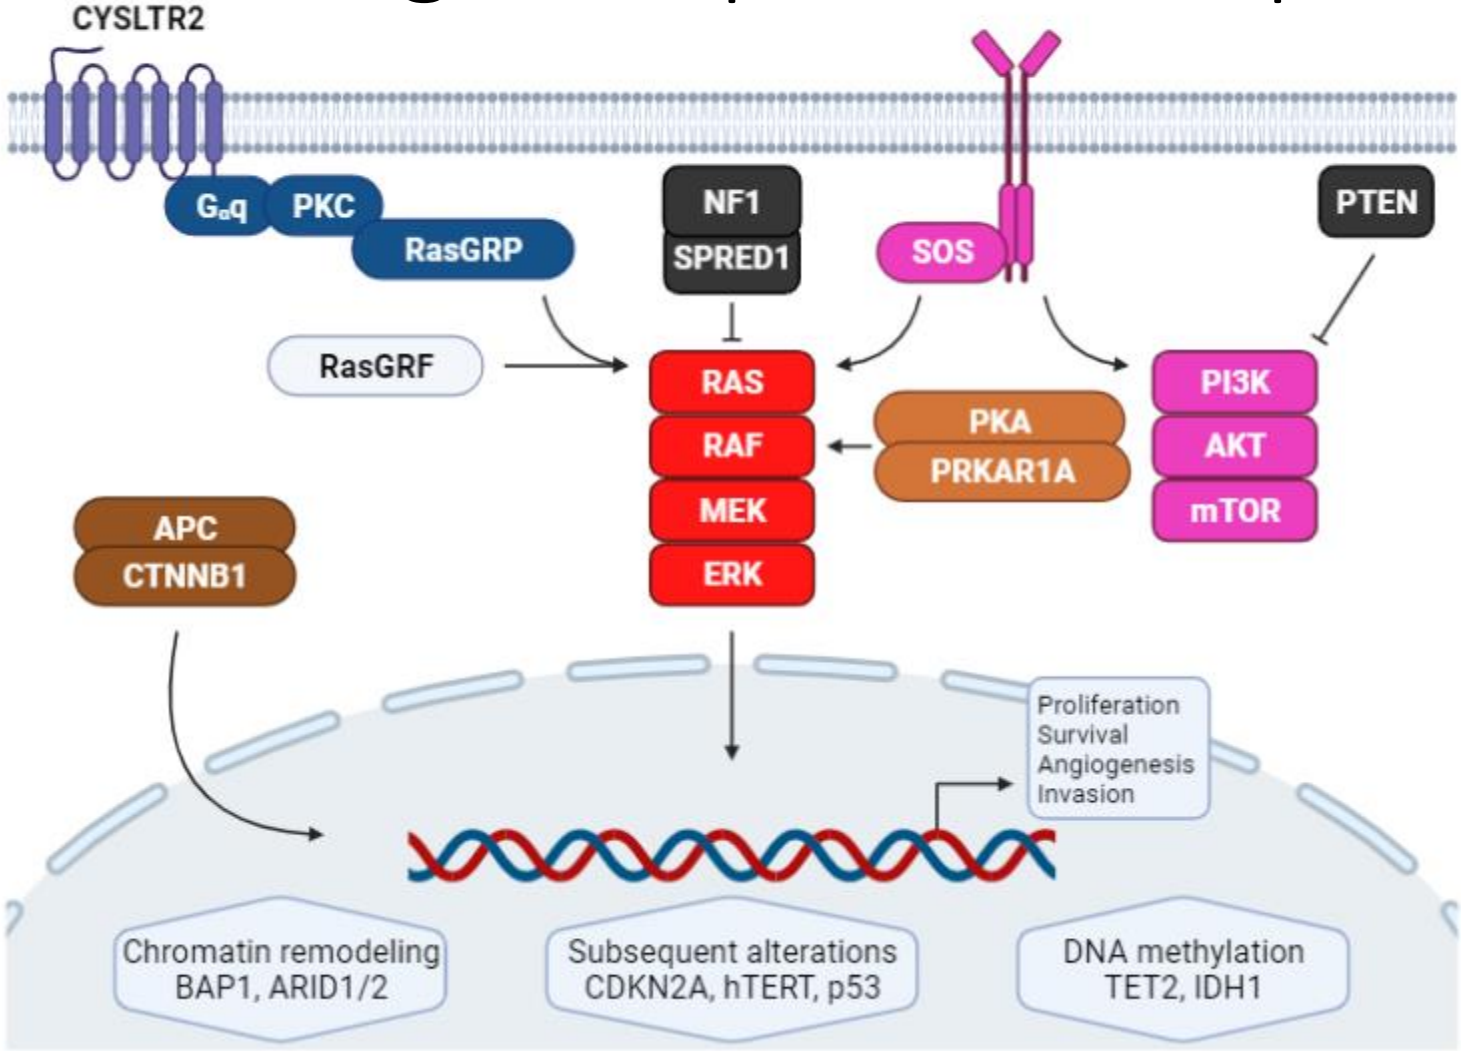 CYSLTR2
Gαq
PKC
RasGRP
NF1
SPRED1
SOS
PTEN
RasGRF
RAS
RAF
MEK
ERK
PKA
PRKAR1A
PI3K
AKT
mTOR
APC
CTNNB1
Proliferation
Survival
Angiogenesis
Invasion
Chromatin remodeling
BAP1, ARID1/2
Subsequent alterations
CDKN2A, hTERT, p53
DNA methylation
TET2, IDH1